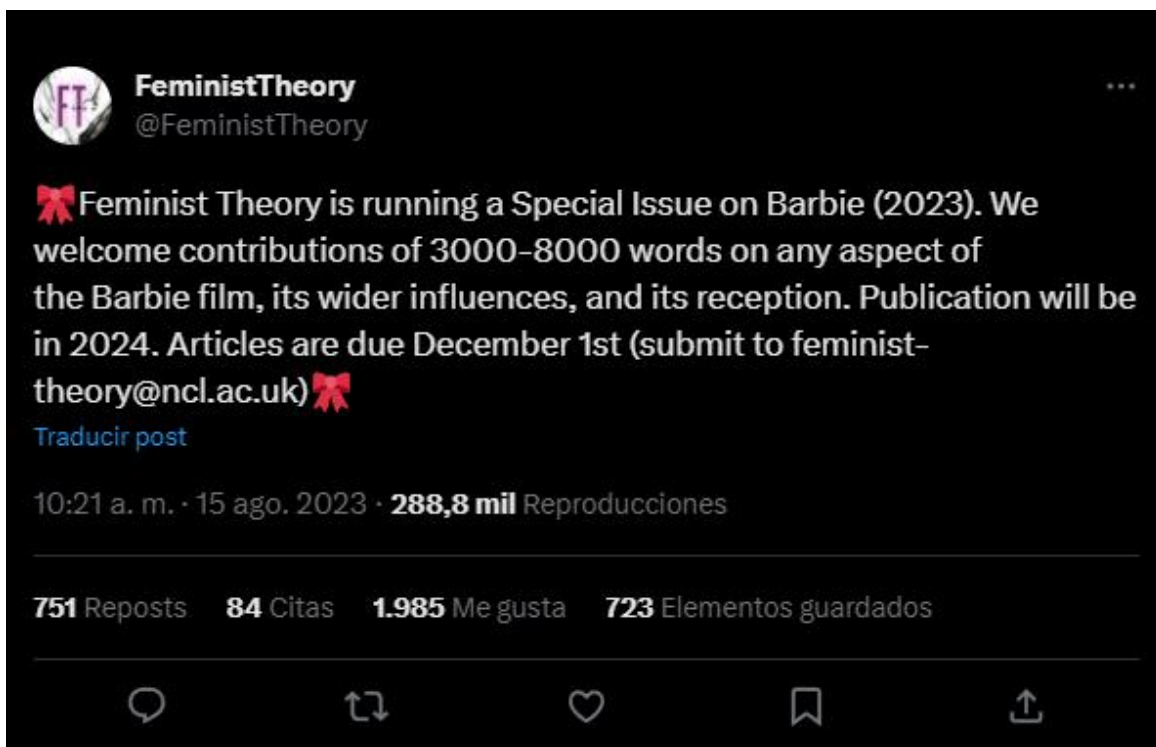 FT
FeministTheory
@FeministTheory
🎀Feminist Theory is running a Special Issue on Barbie (2023). We
welcome contributions of 3000-8000 words on any aspect of
the Barbie film, its wider influences, and its reception. Publication will be
in 2024. Articles are due December 1st (submit to feminist-
theory@ncl.ac.uk)🎀
Traducir post
10:21 a. m. · 15 ago. 2023 · 288,8 mil Reproducciones
751 Reposts 84 Citas 1.985 Me gusta 723 Elementos guardados